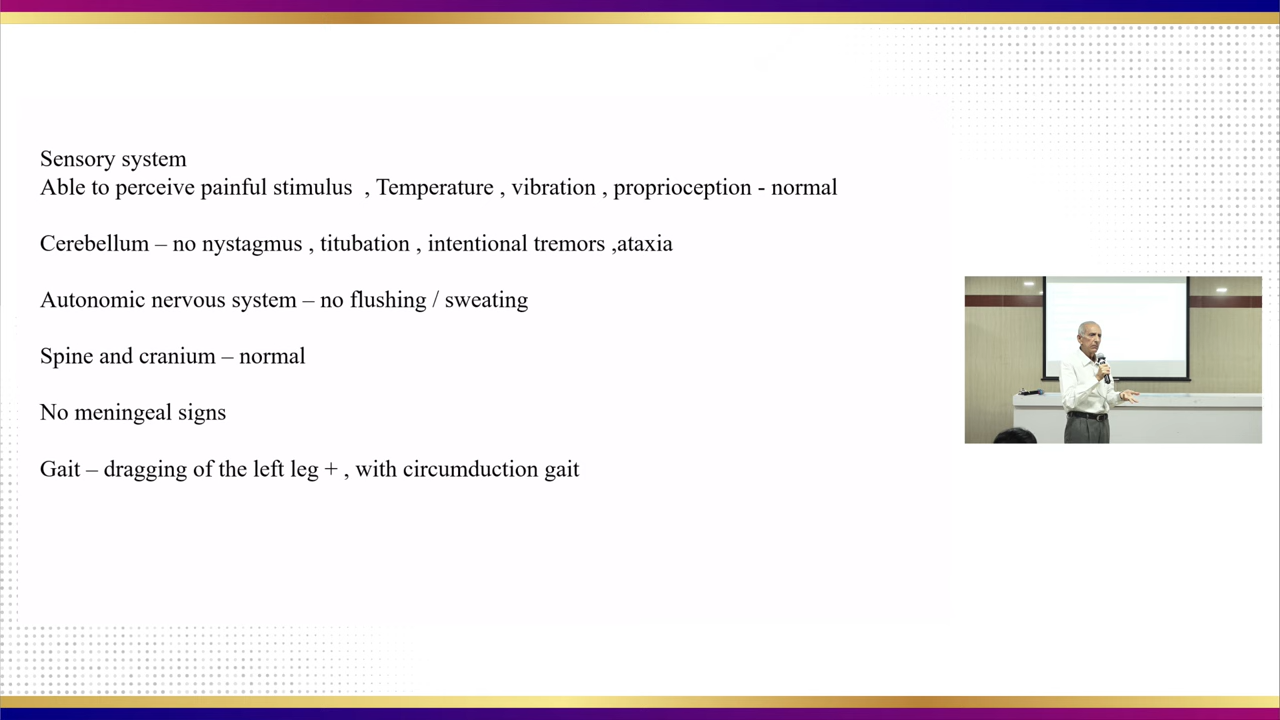 Sensory system
Able to perceive painful stimulus  , Temperature , vibration , proprioception - normal
Cerebellum – no nystagmus , titubation , intentional tremors ,ataxia
Autonomic nervous system – no flushing / sweating
Spine and cranium – normal
No meningeal signs
Gait – dragging of the left leg + , with circumduction gait